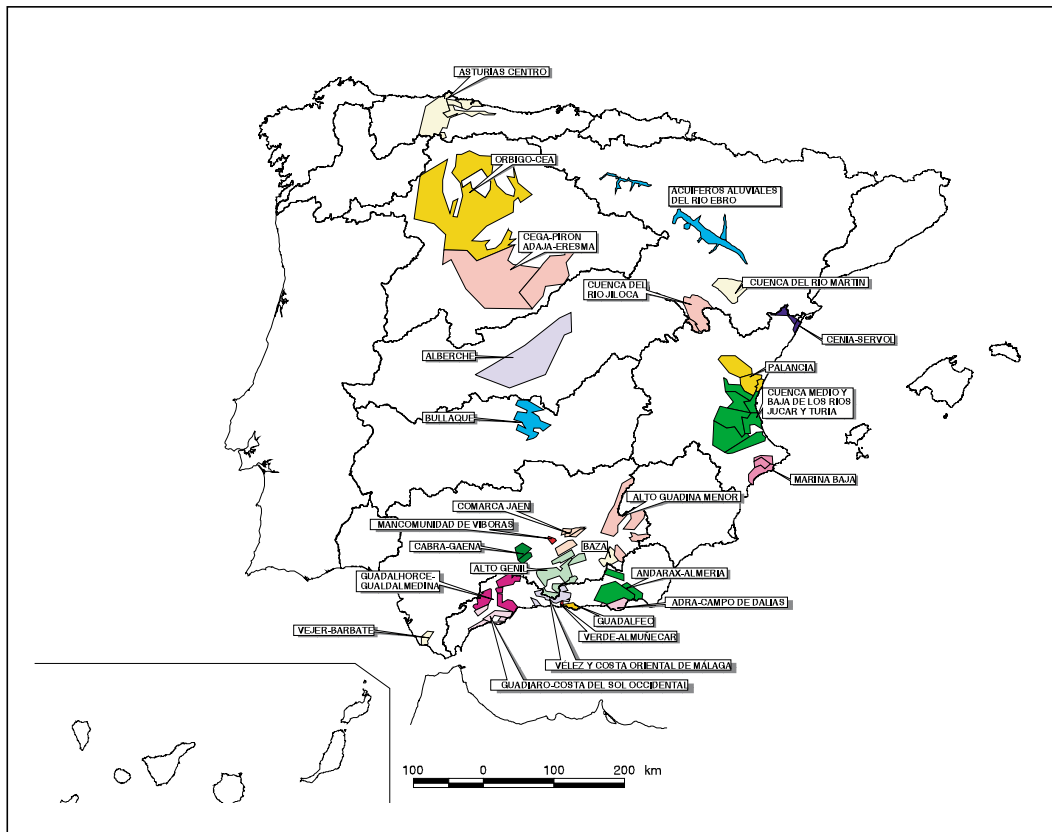 ASTURIAS CENTRO
ORBIGO-CEA
ACUIFEROS ALUVIALES
DEL RIO EBRO
CEGA-PIRON
ADAJA-ERESMA
CUENCA DEL
RIO JILOCA
CUENCA DEL RIO MARTIN
CENIA-SERVOL
ALBERCHE
PALANCIA
CUENCA MEDIO Y
BAJA DE LOS RIOS
JUCAR Y TURIA
BULLAQUE
MARINA BAJA
ALTO GUADINA MENOR
COMARCA JAEN
MANCOMUNIDAD DE VIBORAS
CABRA-GAENA
BAZA
ALTO GENIL
ANDARAX-ALMERIA
GUADALHORCE-
GUALDALMEDINA
ADRA-CAMPO DE DALIAS
GUADALFEO
VERDE-ALMUÑECAR
VEJER-BARBATE
VÉLEZ Y COSTA ORIENTAL DE MÁLAGA
GUADIARO-COSTA DEL SOL OCCIDENTAL
100 0 100 200 km